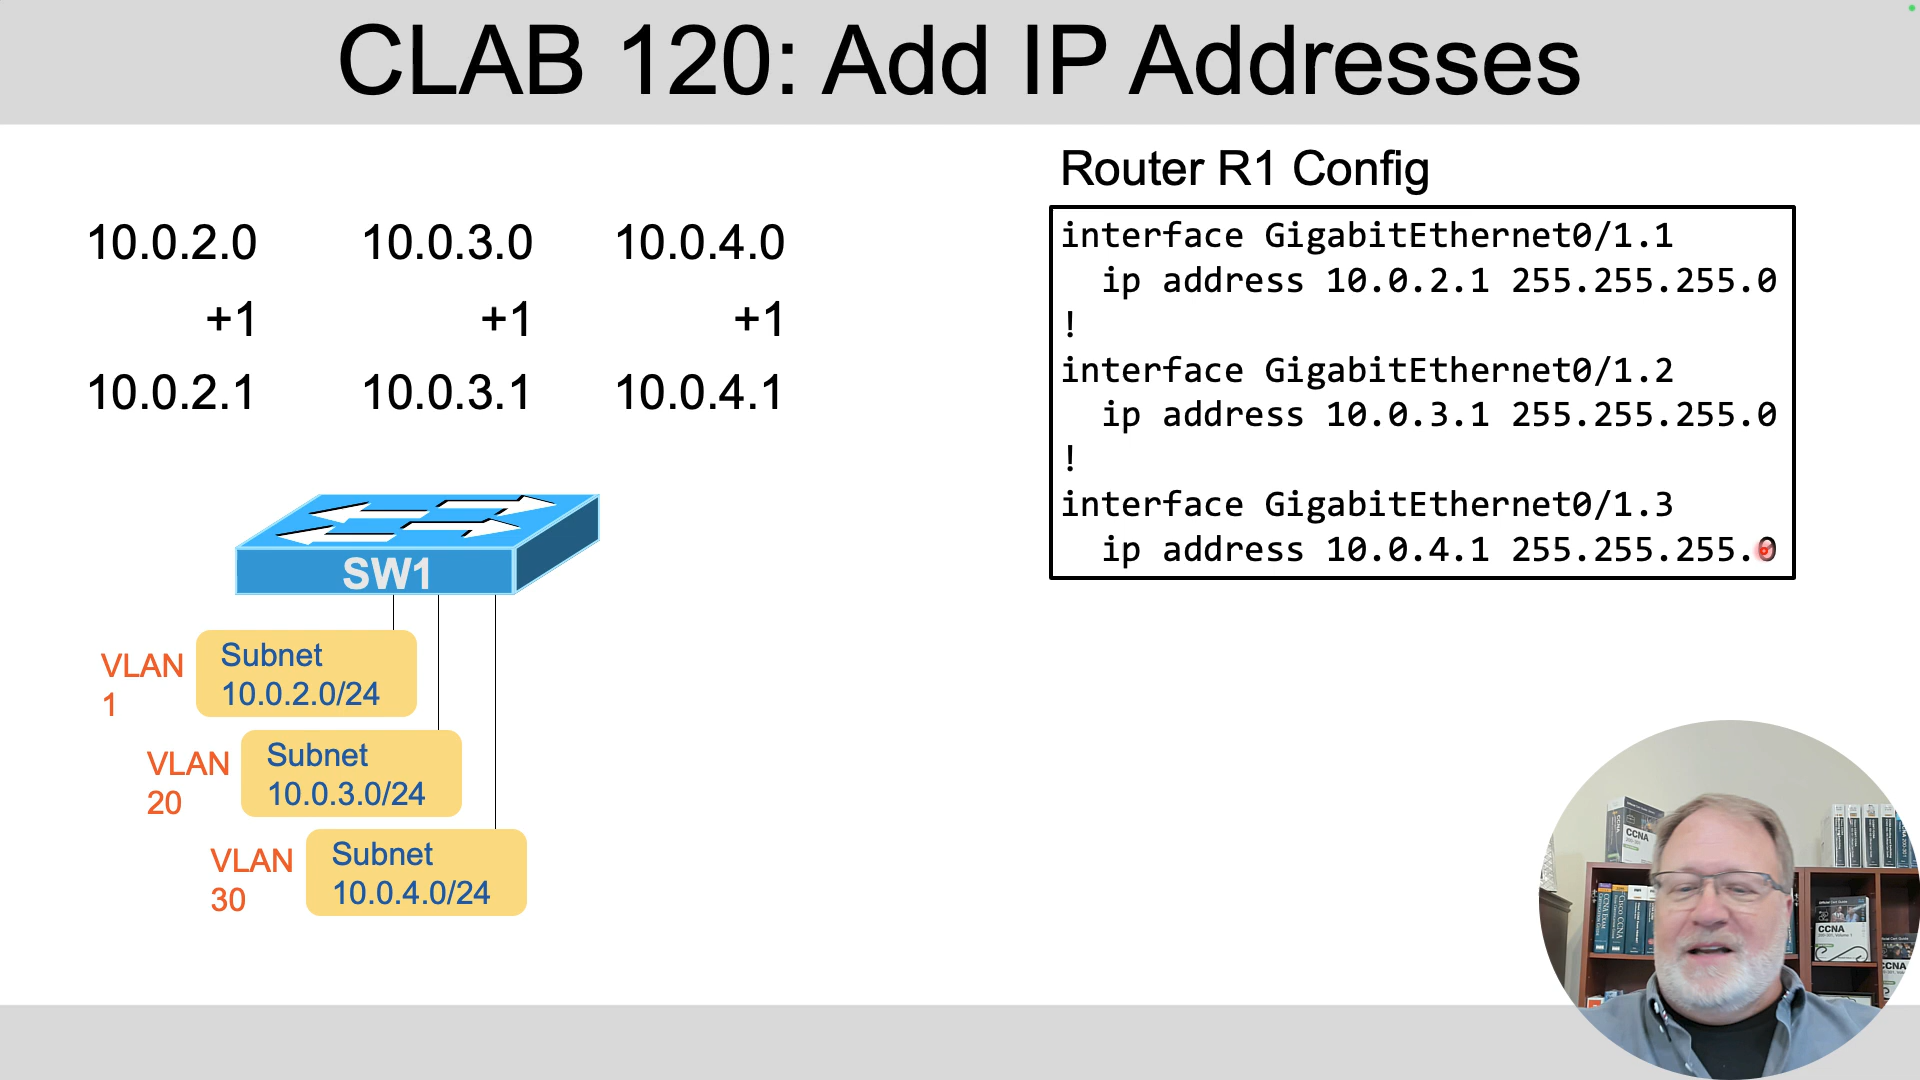 CLAB 120: Add IP Addresses
10.0.2.0 10.0.3.0 10.0.4.0
+1 +1 +1
10.0.2.1 10.0.3.1 10.0.4.1
SW1
VLAN
1
Subnet
10.0.2.0/24
VLAN
20
Subnet
10.0.3.0/24
VLAN
30
Subnet
10.0.4.0/24
Router R1 Config
interface GigabitEthernet0/1.1
ip address 10.0.2.1 255.255.255.0
!
interface GigabitEthernet0/1.2
ip address 10.0.3.1 255.255.255.0
!
interface GigabitEthernet0/1.3
ip address 10.0.4.1 255.255.255.0
CCNA
CCNA
CCNA